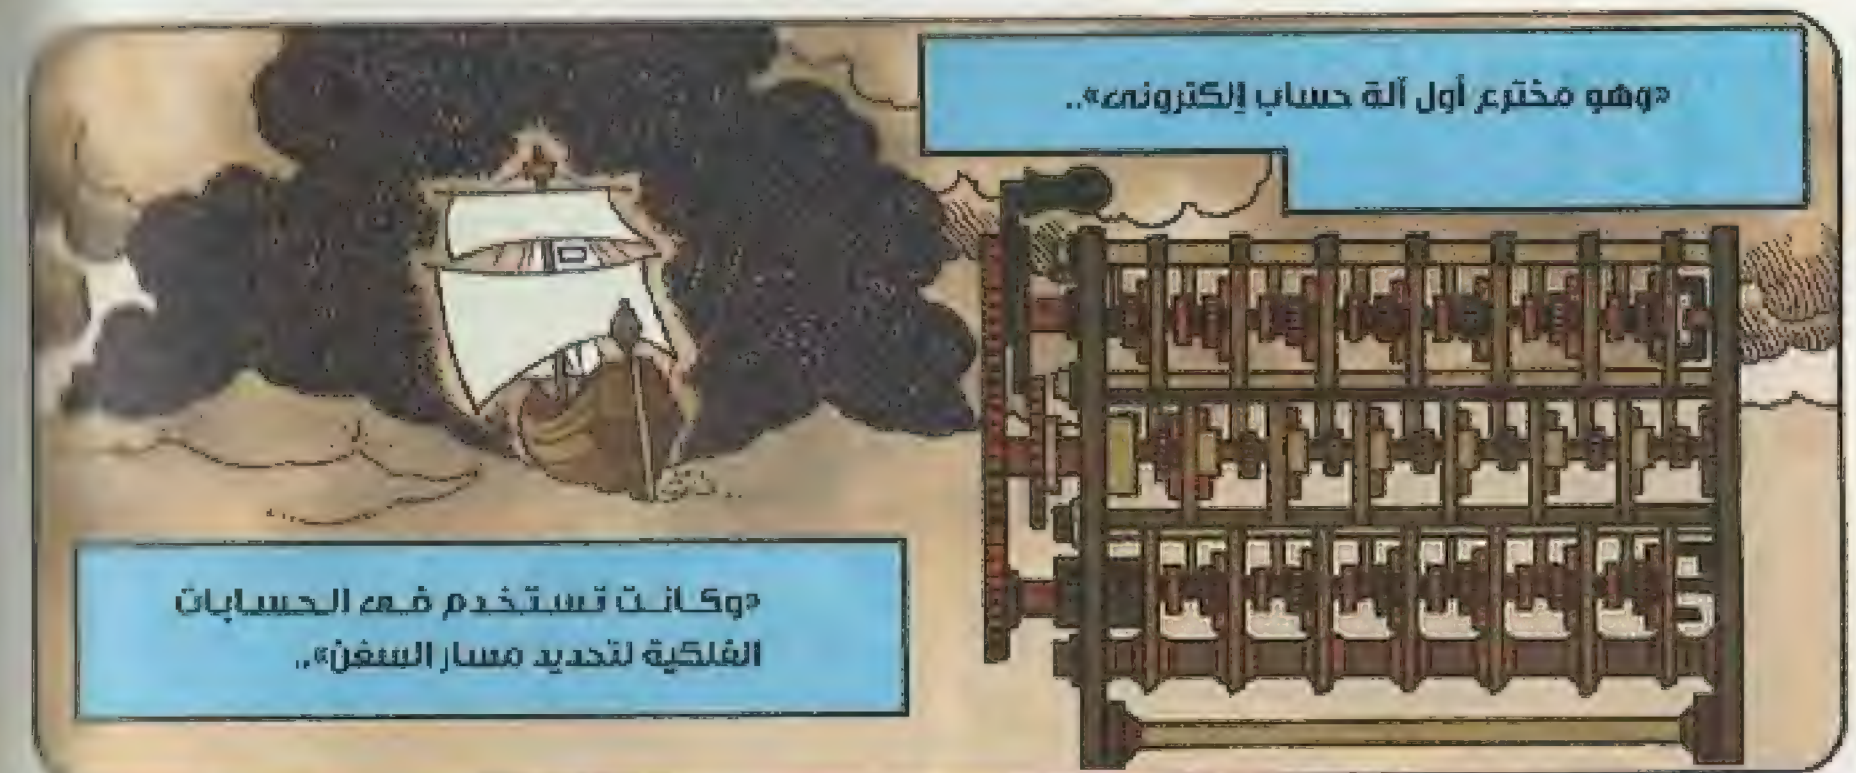 «وهو مخترع أول آلة حساب إلكترونى»..
«وكانت تستخدم فى الحسابات
الفلكية لتحديد مسار السفن»..